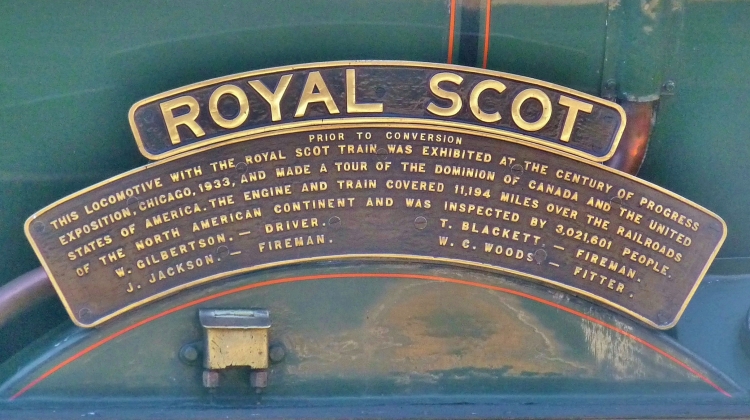 ROYAL SCOT
PRIOR TO CONVERSION
THIS LOCOMOTIVE WITH THE ROYAL SCOT TRAIN WAS EXHIBITED AT THE CENTURY OF PROGRESS
EXPOSITION, CHICAGO, 1933, AND MADE A TOUR OF THE DOMINION OF CANADA AND THE UNITED
STATES OF AMERICA. THE ENGINE AND TRAIN COVERED 11,194 MILES OVER THE RAILROADS
OF THE NORTH AMERICAN CONTINENT AND WAS INSPECTED BY 3,021,601 PEOPLE.
W. GILBERTSON. — DRIVER. T. BLACKETT. — FIREMAN.
J. JACKSON. — FIREMAN. W. C. WOODS. — FITTER.